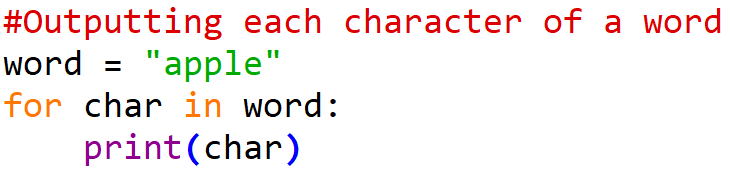 #Outputting each character of a word
word = "apple"
for char in word:
    print(char)